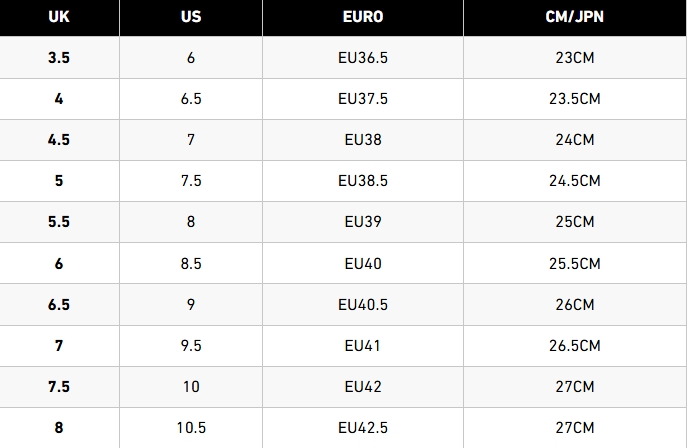 UK US EURO CM/JPN
3.5 6 EU36.5 23CM
4 6.5 EU37.5 23.5CM
4.5 7 EU38 24CM
5 7.5 EU38.5 24.5CM
5.5 8 EU39 25CM
6 8.5 EU40 25.5CM
6.5 9 EU40.5 26CM
7 9.5 EU41 26.5CM
7.5 10 EU42 27CM
8 10.5 EU42.5 27CM